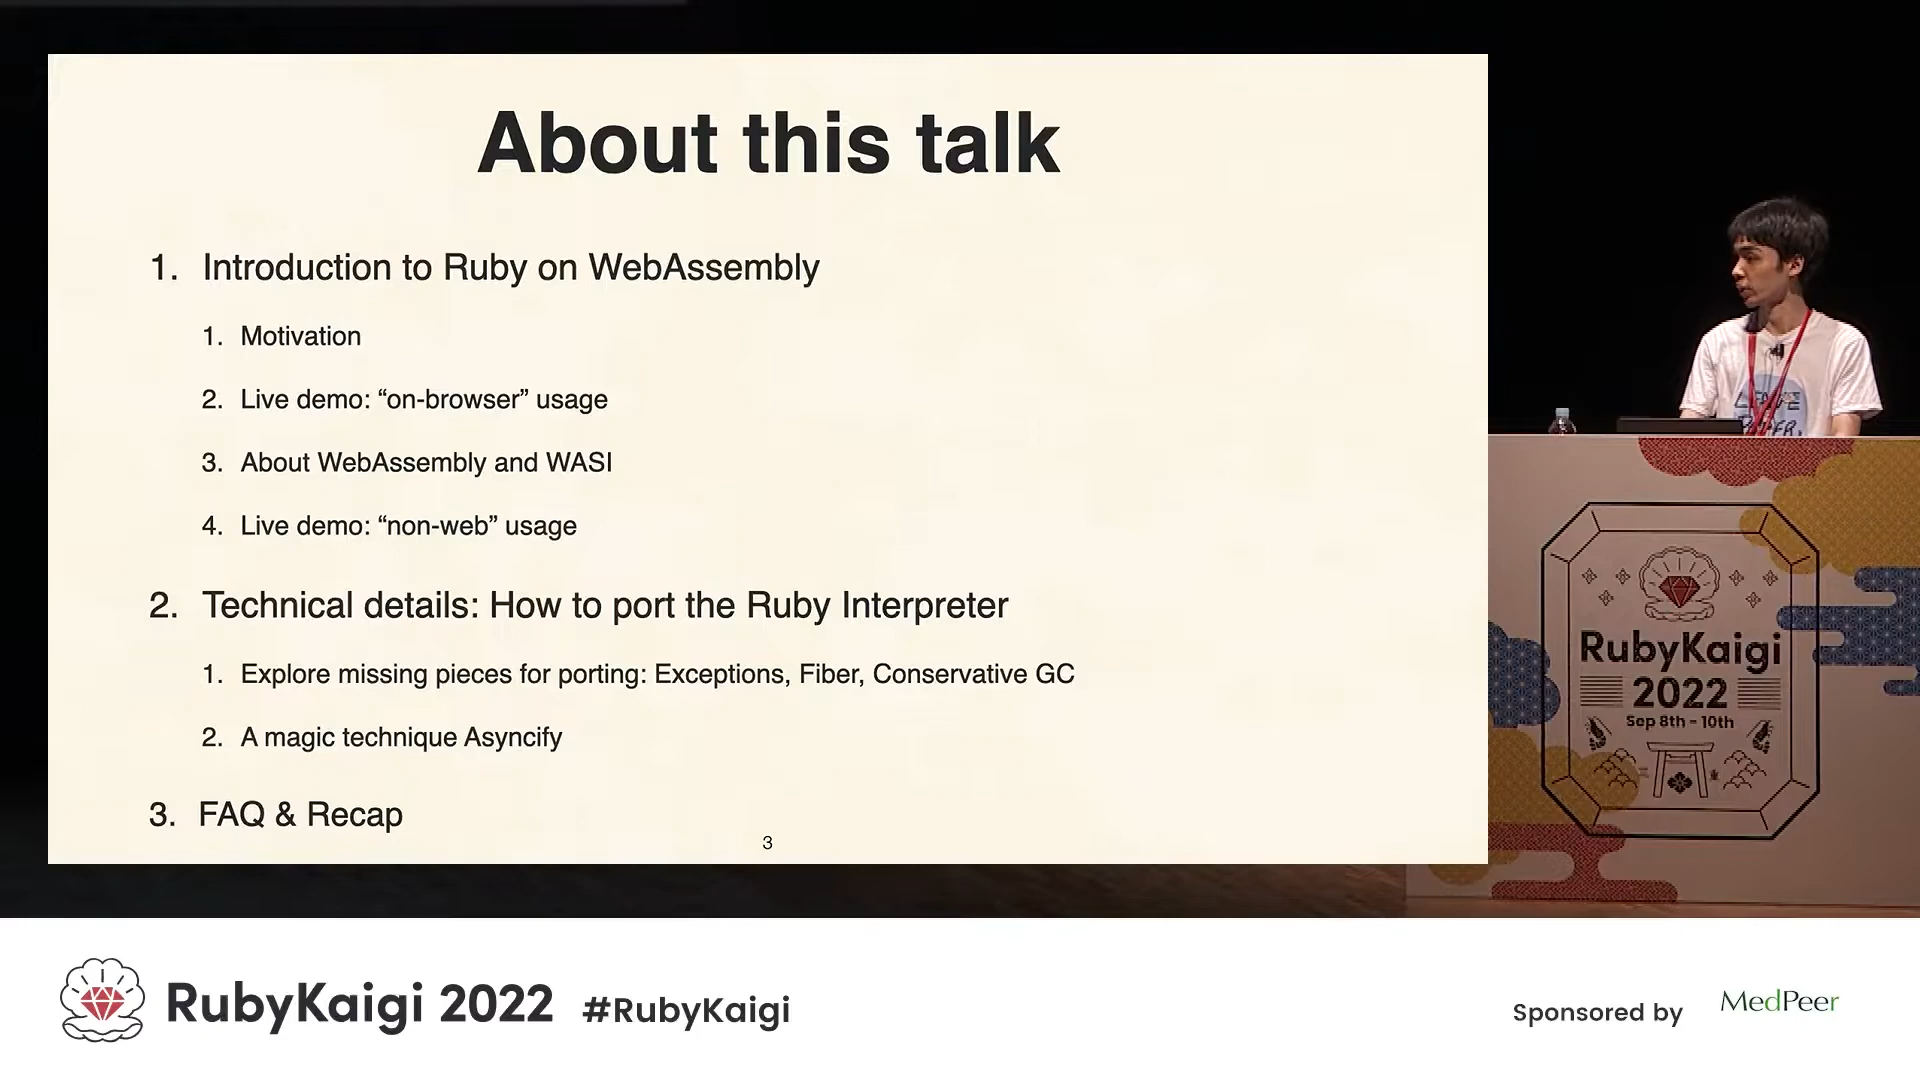 About this talk
1. Introduction to Ruby on WebAssembly
1. Motivation
2. Live demo: “on-browser” usage
3. About WebAssembly and WASI
4. Live demo: “non-web” usage
2. Technical details: How to port the Ruby Interpreter
1. Explore missing pieces for porting: Exceptions, Fiber, Conservative GC
2. A magic technique Asyncify
3. FAQ & Recap
3
RubyKaigi
2022
Sep 8th - 10th
RubyKaigi 2022 #RubyKaigi
Sponsored by MedPeer